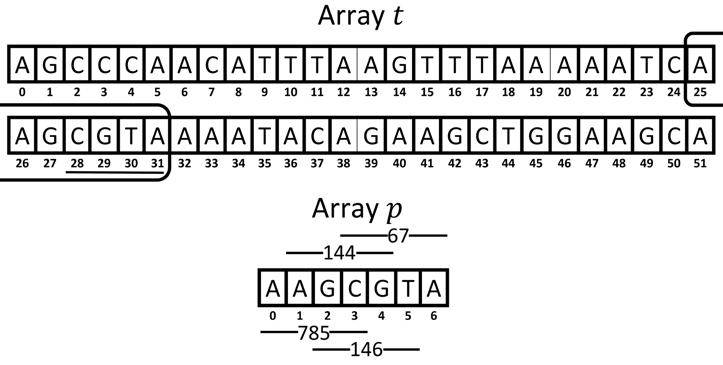 Array t
A G C C C A A C A T T T A A G T T T A A A A A T C A
0 1 2 3 4 5 6 7 8 9 10 11 12 13 14 15 16 17 18 19 20 21 22 23 24 25
A G C G T A A A A T A C A G A A G C T G G A A G C A
26 27 28 29 30 31 32 33 34 35 36 37 38 39 40 41 42 43 44 45 46 47 48 49 50 51
Array p
67
144
A A G C G T A
0 1 2 3 4 5 6
785
146